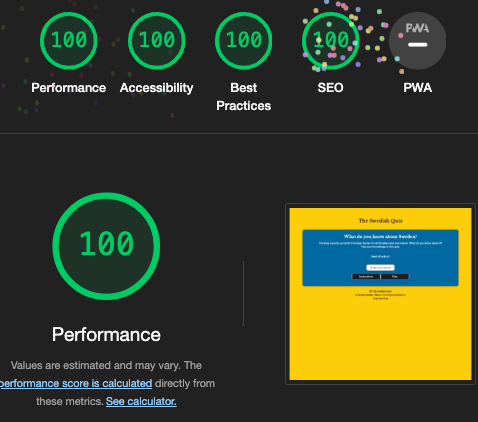 100 100 100 100 PWA
Performance Accessibility Best Practices SEO PWA
100
The Swedish Quiz
What do you know about Sweden?
Performance
Values are estimated and may vary. The
performance score is calculated directly from
these metrics. See calculator.